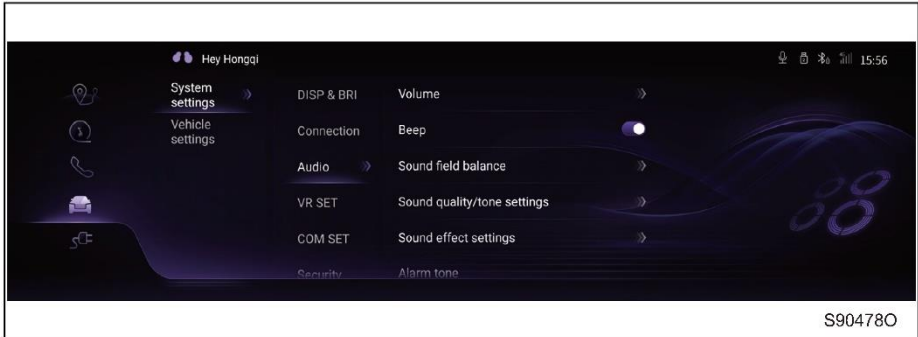 Hey Hongqi
15:56
System
settings
Vehicle
settings
DISP & BRI
Connection
Audio
VR SET
COM SET
Security
Volume
Beep
Sound field balance
Sound quality/tone settings
Sound effect settings
Alarm tone
S90478O